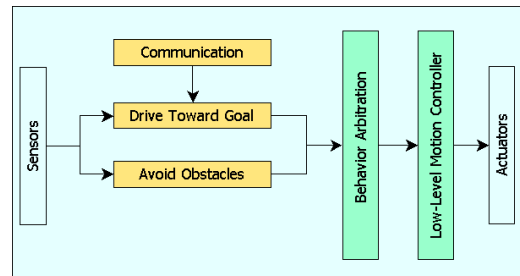 Communication
Sensors
Drive Toward Goal
Avoid Obstacles
Behavior Arbitration
Low-Level Motion Controller
Actuators